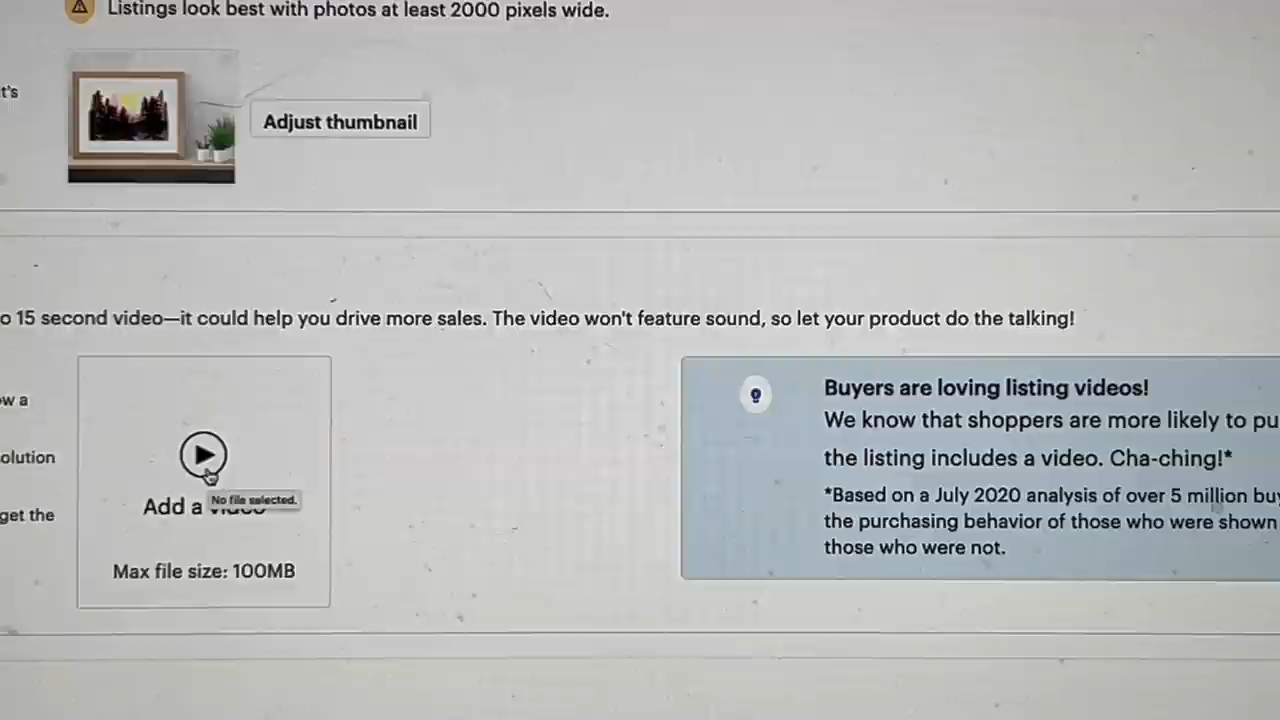 Listings look best with photos at least 2000 pixels wide.
t's
Adjust thumbnail
o 15 second video—it could help you drive more sales. The video won't feature sound, so let your product do the talking!
ow a
olution
get the
Add a video
No file selected.
Max file size: 100MB
Buyers are loving listing videos!
We know that shoppers are more likely to pu
the listing includes a video. Cha-ching!*
*Based on a July 2020 analysis of over 5 million buy
the purchasing behavior of those who were shown
those who were not.